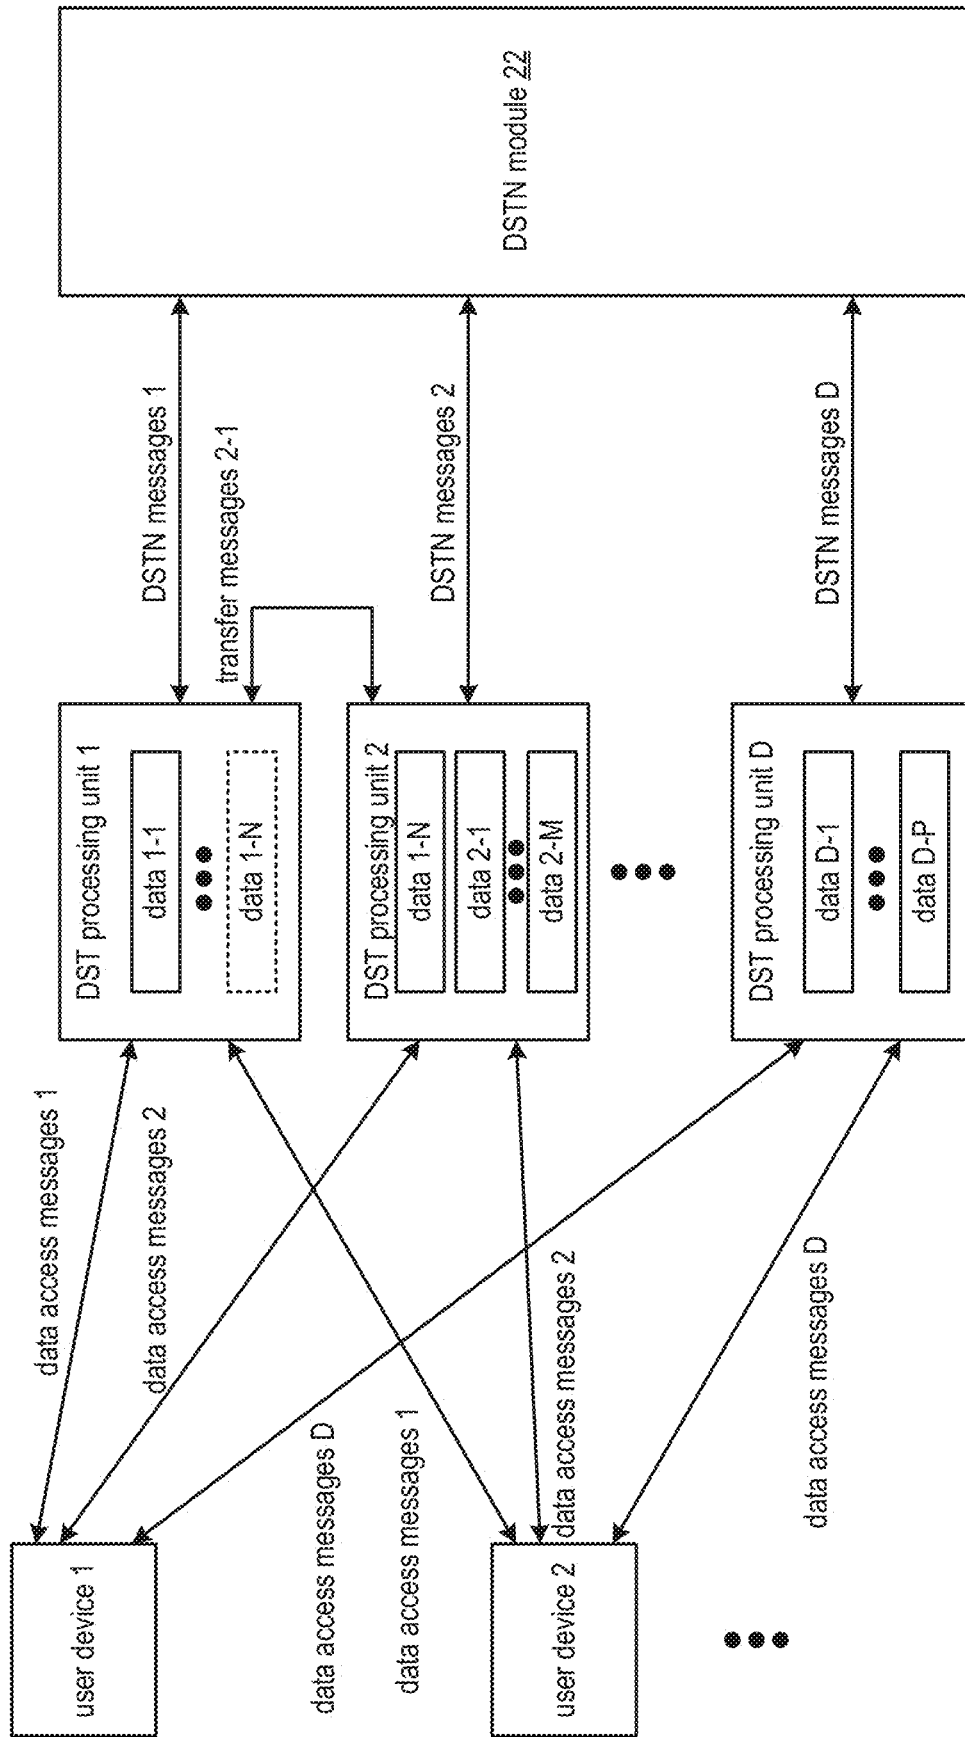 user device 1
user device 2
data access messages 1
data access messages 2
data access messages D
data access messages 1
data access messages 2
data access messages D
DST processing unit 1
data 1-1
data 1-N
DST processing unit 2
data 1-N
data 2-1
data 2-M
DST processing unit D
data D-1
data D-P
DSTN messages 1
transfer messages 2-1
DSTN messages 2
DSTN messages D
DSTN module 22